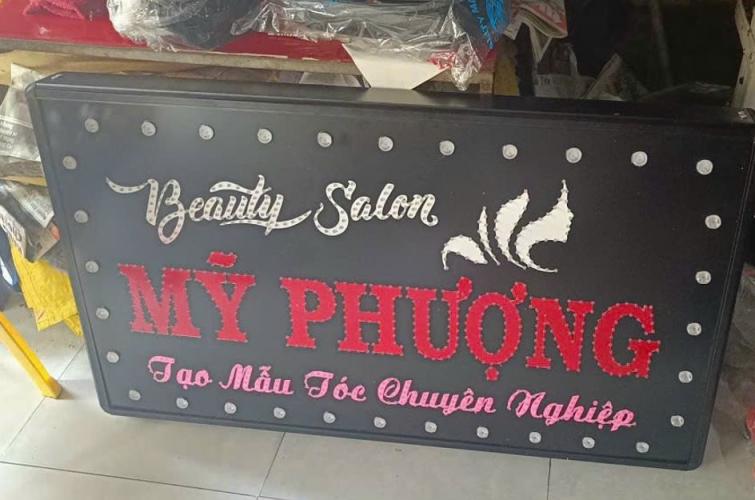 Beauty Salon
MỸ PHƯỢNG
Tạo Mẫu Tóc Chuyên Nghiệp